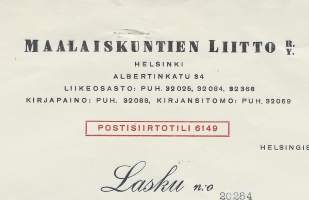 MAALAISKUNTIEN LIITTO R.Y.
HELSINKI
ALBERTINKATU 34
LIIKEOSASTO: PUH. 32025, 32084, 32366
KIRJAPAINO: PUH. 32088, KIRJANSITOMO: PUH. 32069
POSTISIIRTOTILI 6149
HELSINGIS
Lasku n:o 20284